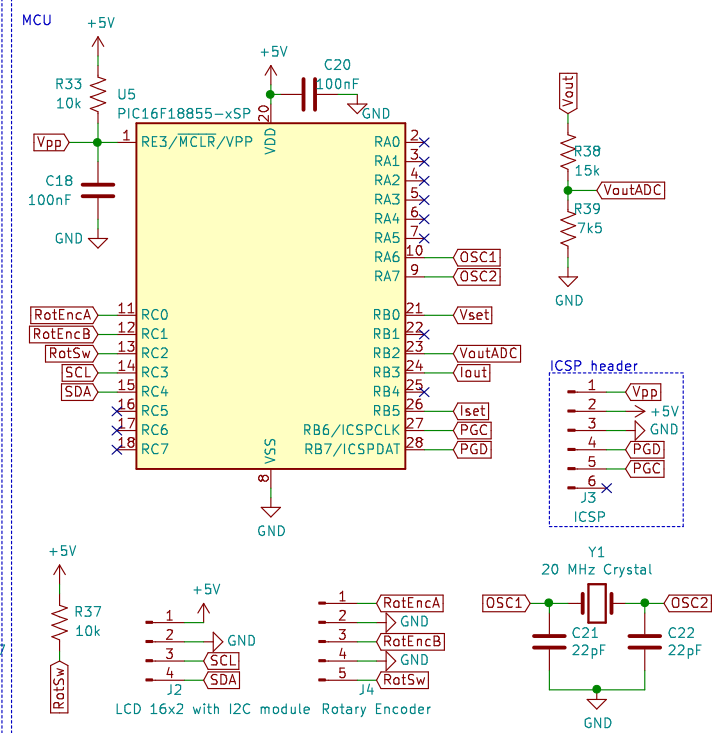 MCU
+5V
R33
10k
Vpp
C18
100nF
GND
U5
PIC16F18855-xSP
+5V
C20
100nF
GND
20
VDD
1
RE3/MCLR/VPP
RA0
2
RA1
3
RA2
4
RA3
5
RA4
6
RA5
7
RA6
10
OSC1
RA7
9
OSC2
RotEncA
11
RC0
RB0
21
Vset
RotEncB
12
RC1
RB1
22
RotSw
13
RC2
RB2
23
VoutADC
SCL
14
RC3
RB3
24
Iout
SDA
15
RC4
RB4
25
16
RC5
RB5
26
Iset
17
RC6
RB6/ICSPCLK
27
PGC
18
RC7
RB7/ICSPDAT
28
PGD
VSS
8
GND
Vout
R38
15k
VoutADC
R39
7k5
GND
ICSP header
1
Vpp
2
+5V
3
GND
4
PGD
5
PGC
6
J3
ICSP
+5V
R37
10k
RotSw
7
+5V
1
2
GND
3
SCL
4
SDA
J2
LCD 16x2 with I2C module
1
RotEncA
2
GND
3
RotEncB
4
GND
5
RotSw
J4
Rotary Encoder
Y1
20 MHz Crystal
OSC1
OSC2
C21
22pF
C22
22pF
GND